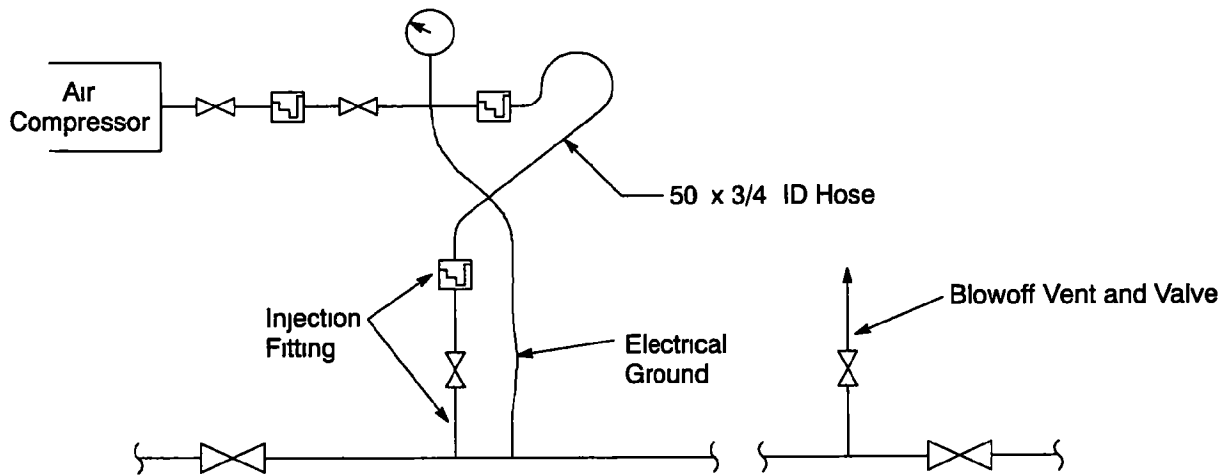 Air
Compressor
50 x 3/4 ID Hose
Blowoff Vent and Valve
Injection
Fitting
Electrical
Ground